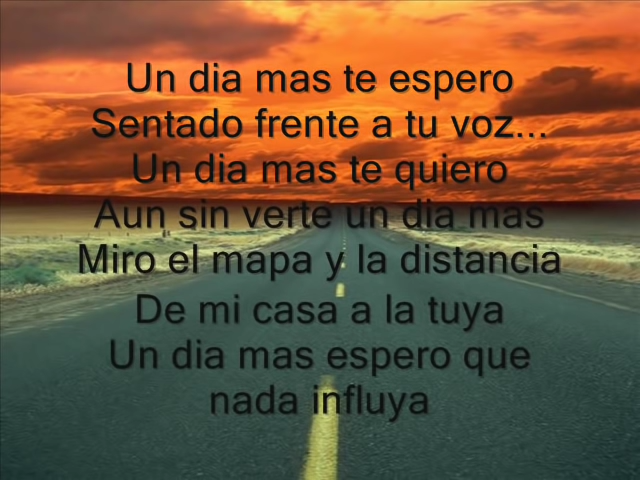 Un dia mas te espero
Sentado frente a tu voz...
Un dia mas te quiero
Aun sin verte un dia mas
Miro el mapa y la distancia
De mi casa a la tuya
Un dia mas espero que
nada influya